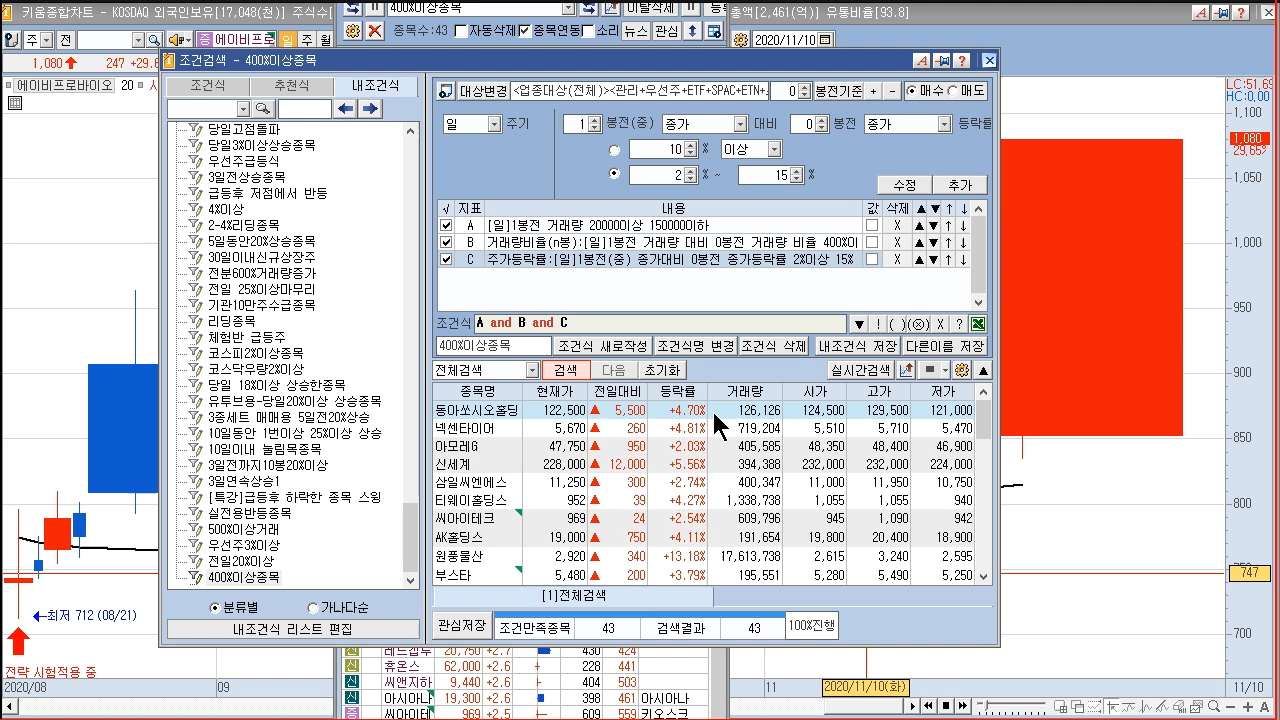 키움종합차트 - KOSDAQ 외국인보유[17,048(천)] 주식수[
총액[2,461(억)] 유통비율[93.8]
400%이상종목
이탈삭제
종목수:43 자동삭제 종목연동 소리 뉴스 관심
2020/11/10
주 전 증 에이비프로 일 주 월
1,080 247 +29.6
에이비프로바이오 20
조건검색 - 400%이상종목
조건식 추천식 내조건식
당일고점돌파
당일3%이상상승종목
우선주급등식
3일전상승종목
급등후 저점에서 반등
4%이상
2-4%리딩종목
5일동안20%상승종목
30일이내신규상장주
전분600%거래량증가
전일 25%이상마무리
기관10만주수급종목
리딩종목
체험반 급등주
코스피2%이상종목
코스닥우량2%이상
당일 18%이상 상승한종목
유투브용-당일20%이상 상승종목
3종세트 매매용 5일전20%상승
10일동안 1번이상 25%이상 상승
10일이내 눌림목종목
3일전까지10봉20%이상
3일연속상승1
[특강]급등후 하락한 종목 스윙
실전용반등종목
500%이상거래
우선주3%이상
전일20%이상
400%이상종목
분류별 가나다순
내조건식 리스트 편집
대상변경 <업종대상(전체)><관리+우선주+ETF+SPAC+ETN+. 0 봉전기준 + - 매수 매도
일 주기 1 봉전(중) 종가 대비 0 봉전 종가 등락률
10 % 이상
2 % ~ 15 %
수정 추가
√ 지표 내용 값 삭제 ▲ ▼ ↑ ↓
A [일]1봉전 거래량 200000이상 1500000이하 X ▲ ▼ ↑ ↓
B 거래량비율(n봉):[일]1봉전 거래량 대비 0봉전 거래량 비율 400%이 X ▲ ▼ ↑ ↓
C 주가등락률:[일]1봉전(중) 종가대비 0봉전 종가등락률 2%이상 15% X ▲ ▼ ↑ ↓
조건식 A and B and C ▼ ! ( )(ⓧ) X ?
400%이상종목 조건식 새로작성 조건식명 변경 조건식 삭제 내조건식 저장 다른이름 저장
전체검색 검색 다음 초기화 실시간검색
종목명 현재가 전일대비 등락률 거래량 시가 고가 저가
동아쏘시오홀딩 122,500 ▲ 5,500 +4.70% 126,126 124,500 129,500 121,000
넥센타이어 5,670 ▲ 260 +4.81% 719,204 5,510 5,710 5,470
아모레G 47,750 ▲ 950 +2.03% 405,585 48,350 48,400 46,900
신세계 228,000 ▲ 12,000 +5.56% 394,388 232,000 232,000 224,000
삼일씨엔에스 11,250 ▲ 300 +2.74% 400,347 11,000 11,950 10,750
티웨이홀딩스 952 ▲ 39 +4.27% 1,338,738 1,055 1,055 940
씨아이테크 969 ▲ 24 +2.54% 609,796 945 1,090 942
AK홀딩스 19,000 ▲ 750 +4.11% 191,654 19,800 20,400 18,900
원풍물산 2,920 ▲ 340 +13.18% 17,613,738 2,615 3,240 2,595
부스타 5,480 ▲ 200 +3.79% 195,551 5,280 5,490 5,250
[1]전체검색
관심저장 조건만족종목 43 검색결과 43 100%진행
LC:51,69
HC:0,00
1,100
1,080
29,65%
1,050
1,000
950
900
850
800
747
700
←최저 712 (08/21)
전략 시험적용 중
2020/08 09
신 레드캡투 20,750 +2.7 430 424
신 휴온스 62,000 +2.6 228 441
신 씨앤지하 9,440 +2.6 404 503
신 아시아나 19,300 +2.6 398 461 아시아나
증 씨아이테 969 +2.5 609 559 키오스크
11 2020/11/10(화) 11/10